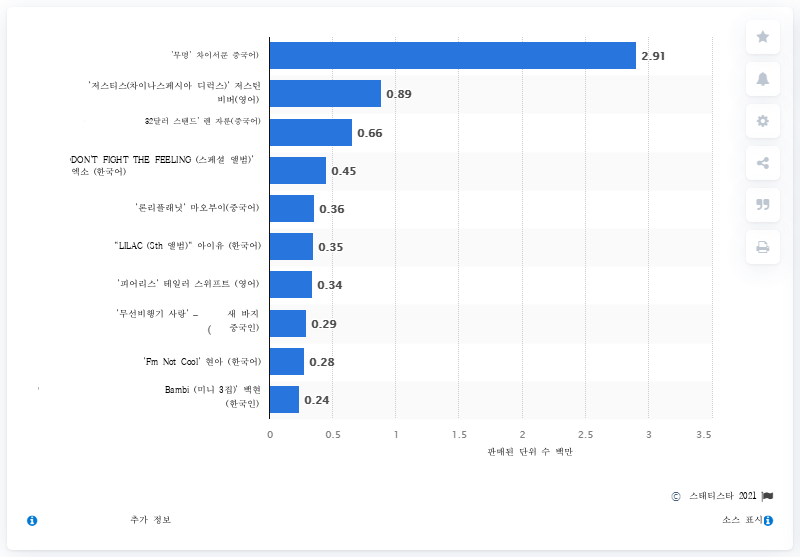 '무명' 차이서쿤 중국어)
2.91
'저스티스(차이나스페시아 디럭스)' 저스틴
비버(영어)
0.89
32달러 스탠드' 랜 자룬(중국어)
0.66
'DON'T FIGHT THE FEELING (스페셜 앨범)'
엑소 (한국어)
0.45
'론리플래닛' 마오부이(중국어)
0.36
"LILAC (5th 앨범)" 아이유 (한국어)
0.35
'피어리스' 테일러 스위프트 (영어)
0.34
'무선비행기 사랑' – 새 바지
( 중국인)
0.29
'I'm Not Cool' 현아 (한국어)
0.28
Bambi (미니 3집)' 백현
(한국인)
0.24
0 0.5 1 1.5 2 2.5 3 3.5
판매된 단위 수 백만
© 스태티스타 2021
추가 정보 소스 표시